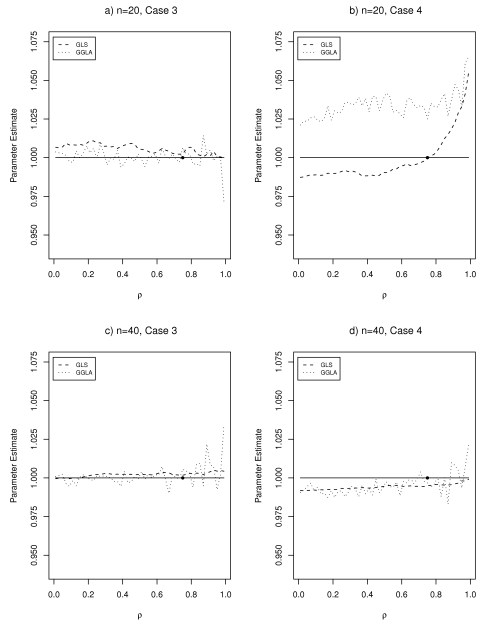 a) n=20, Case 3
b) n=20, Case 4
Parameter Estimate
0.950 0.975 1.000 1.025 1.050 1.075
GLS
GGLA
0.0 0.2 0.4 0.6 0.8 1.0
ρ
Parameter Estimate
0.950 0.975 1.000 1.025 1.050 1.075
GLS
GGLA
0.0 0.2 0.4 0.6 0.8 1.0
ρ
c) n=40, Case 3
d) n=40, Case 4
Parameter Estimate
0.950 0.975 1.000 1.025 1.050 1.075
GLS
GGLA
0.0 0.2 0.4 0.6 0.8 1.0
ρ
Parameter Estimate
0.950 0.975 1.000 1.025 1.050 1.075
GLS
GGLA
0.0 0.2 0.4 0.6 0.8 1.0
ρ